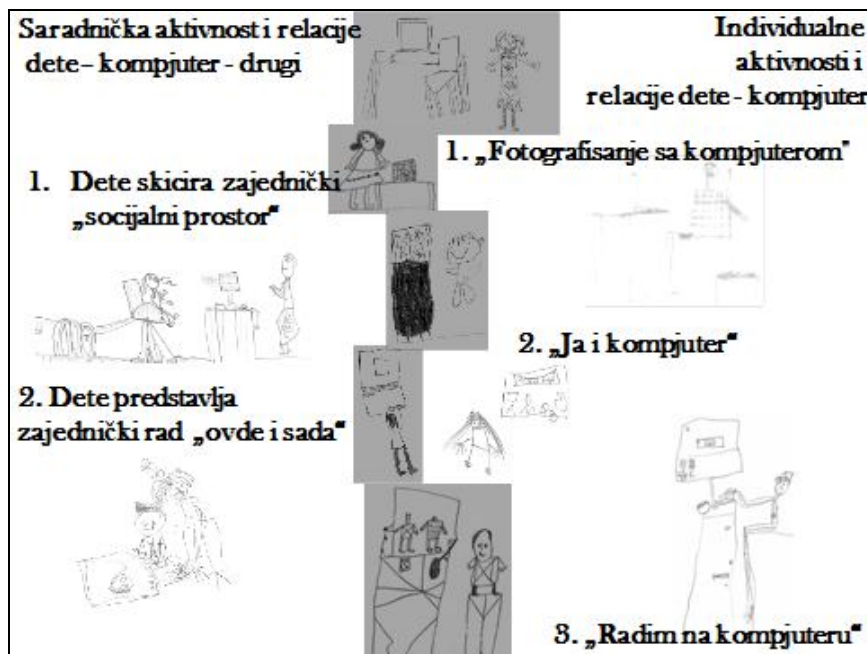 Saradnička aktivnost i relacije
dete – kompjuter - drugi
1. Dete skicira zajednički
„socijalni prostor“
2. Dete predstavlja
zajednički rad „ovde i sada“
Individualne
aktivnosti i
relacije dete - kompjuter
1. „Fotografisanje sa kompjuterom"
2. „Ja i kompjuter“
3. „Radim na kompjuteru“